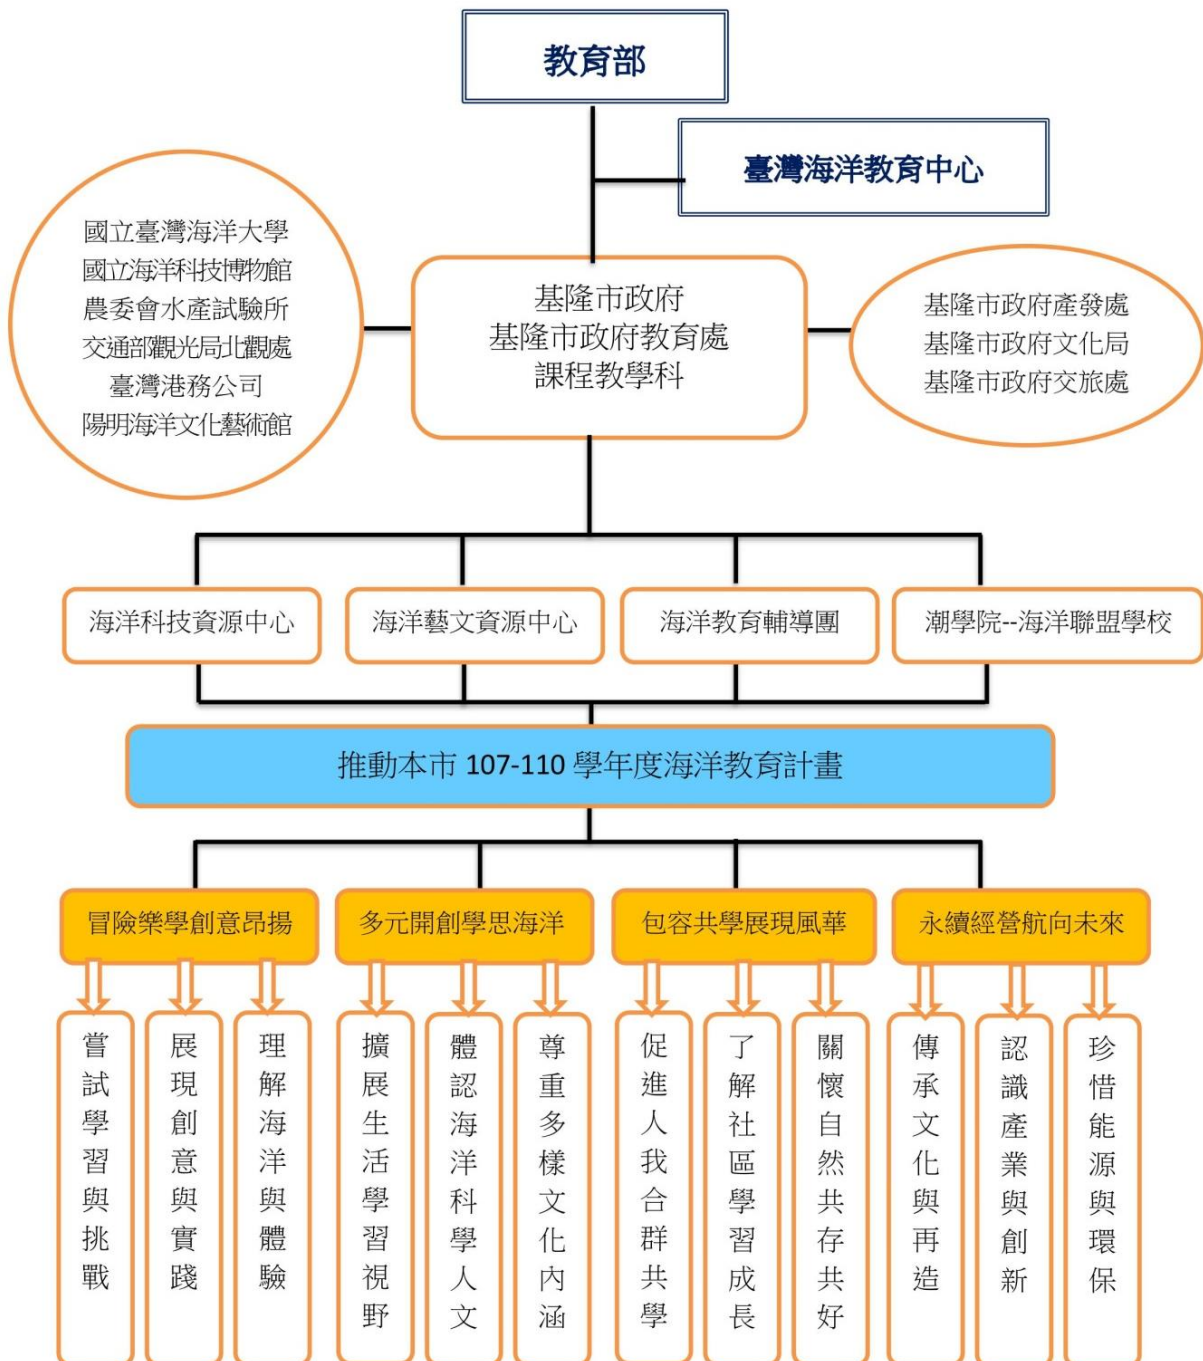 教育部
臺灣海洋教育中心
國立臺灣海洋大學
國立海洋科技博物館
農委會水產試驗所
交通部觀光局北觀處
臺灣港務公司
陽明海洋文化藝術館
基隆市政府
基隆市政府教育處
課程教學科
基隆市政府產發處
基隆市政府文化局
基隆市政府交旅處
海洋科技資源中心
海洋藝文資源中心
海洋教育輔導團
潮學院--海洋聯盟學校
推動本市 107-110 學年度海洋教育計畫
冒險樂學創意昂揚
多元開創學思海洋
包容共學展現風華
永續經營航向未來
嘗試學習與挑戰
展現創意與實踐
理解海洋與體驗
擴展生活學習視野
體認海洋科學人文
尊重多樣文化內涵
促進人我合群共學
了解社區學習成長
關懷自然共存共好
傳承文化與再造
認識產業與創新
珍惜能源與環保